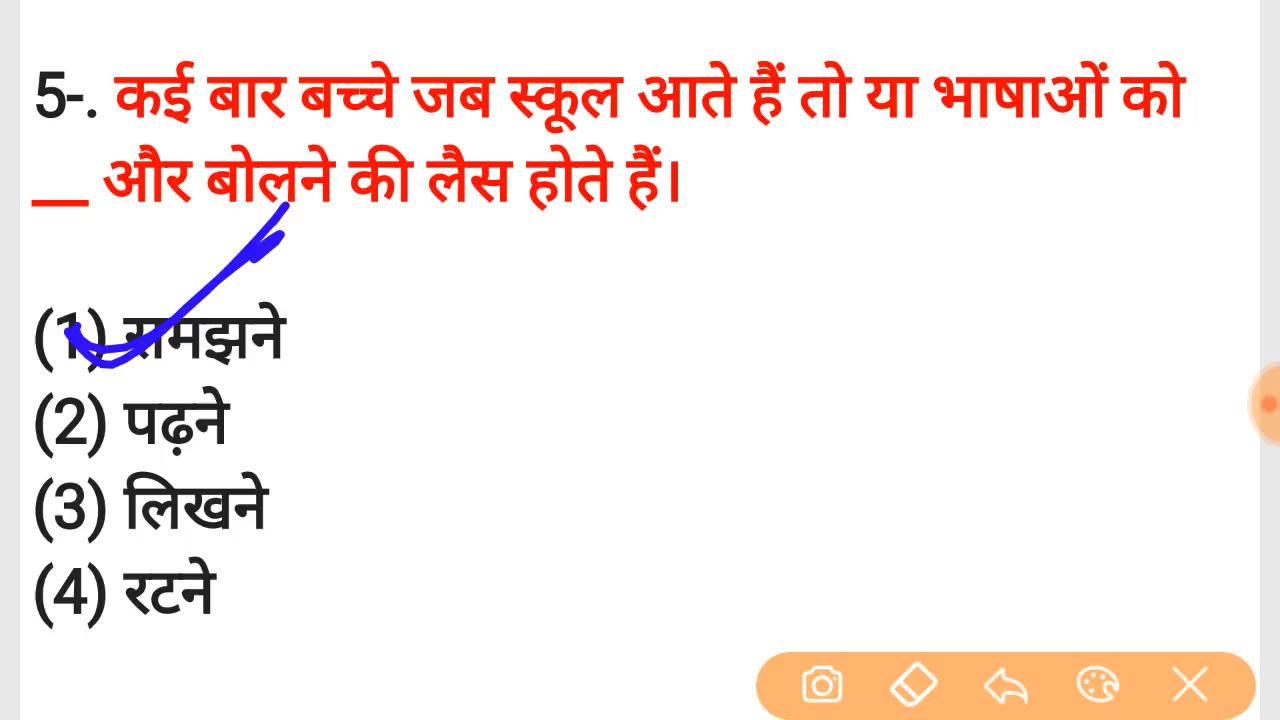 5-. कई बार बच्चे जब स्कूल आते हैं तो या भाषाओं को
__ और बोलने की लैस होते हैं।
(1) समझने
(2) पढ़ने
(3) लिखने
(4) रटने